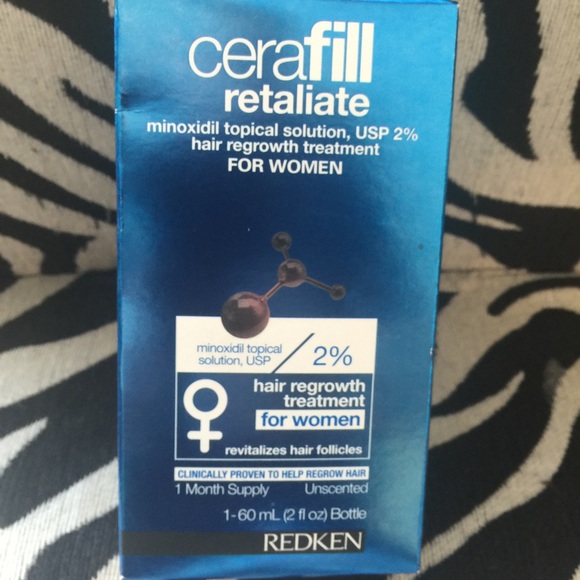 cerafill
retaliate
minoxidil topical solution, USP 2%
hair regrowth treatment
FOR WOMEN
minoxidil topical
solution, USP / 2%
hair regrowth
treatment
for women
revitalizes hair follicles
CLINICALLY PROVEN TO HELP REGROW HAIR
1 Month Supply Unscented
1- 60 mL (2 fl oz) Bottle
REDKEN